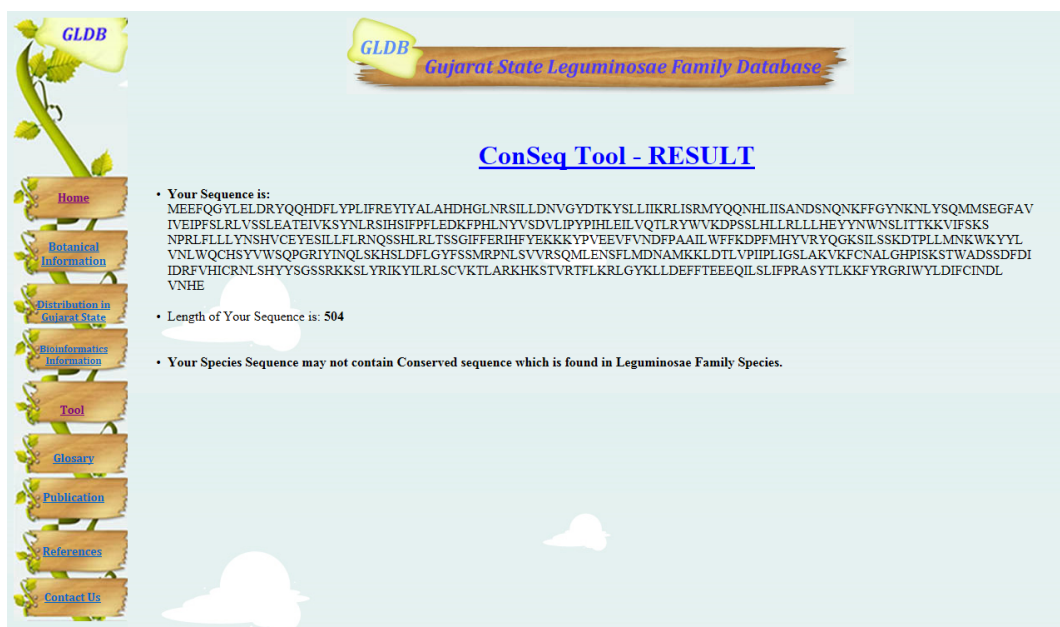 GLDB
GLDB
Gujarat State Leguminosae Family Database
ConSeq Tool - RESULT
Home
Botanical
Information
Distribution in
Gujarat State
Bioinformatics
Information
Tool
Glosary
Publication
References
Contact Us
• Your Sequence is:
MEEFQGYLELDRYQQHDFLYPLIFREYIYALAHDHGLNRSILLDNVGYDTKYSLLIIKRLISRMYQQNHLIISANDSNQNKFFGYNKNLYSQMMSEGFAV
IVEIPFSLRLVSSLEATEIVKSYNLRSIHSIFPFLEDKFPHLNYVSDVLIPYPIHLEILVQTLRYWVKDPSSLHLLRLLLHEYYNWNSLITTKKVIFSKS
NPRLFLLLYNSHVCEYESILLFLRNQSSHLRLTSSGIFFERIHFYEKKKYPVEEVFVNDFPAAILWFFKDPFMHYVRYQGKSILSSKDTPLLMNKWKYYL
VNLWQCHSYVWSQPGRIYINQLSKHSLDFLGYFSSMRPNLSVVRSQMLENSFLMDNAMKKLDTLVPIIPLIGSLAKVKFCNALGHPISKSTWADSSDFDI
IDRFVHICRNLSHYYSGSSRKKSLYRIKYILRLSCVKTLARKHKSTVRTFLKRLGYKLLDEFFTEEEQILSLIFPRASYTLKKFYRGRIWYLDIFCINDL
VNHE
• Length of Your Sequence is: 504
• Your Species Sequence may not contain Conserved sequence which is found in Leguminosae Family Species.